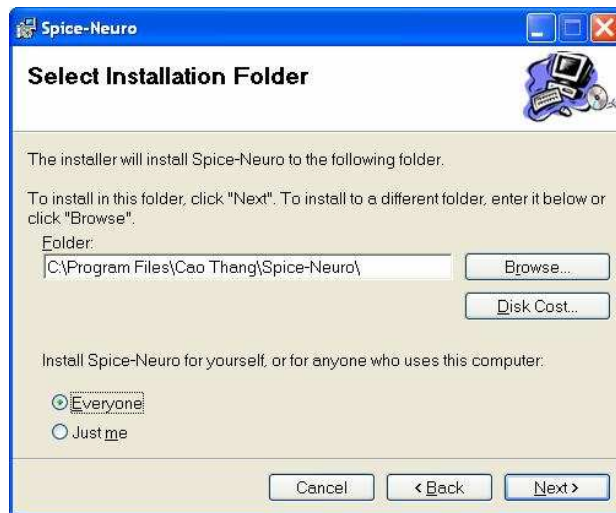 Spice-Neuro
Select Installation Folder
The installer will install Spice-Neuro to the following folder.
To install in this folder, click "Next". To install to a different folder, enter it below or
click "Browse".
Folder:
C:\Program Files\Cao Thang\Spice-Neuro\
Browse...
Disk Cost...
Install Spice-Neuro for yourself, or for anyone who uses this computer:
Everyone
Just me
Cancel
< Back
Next >